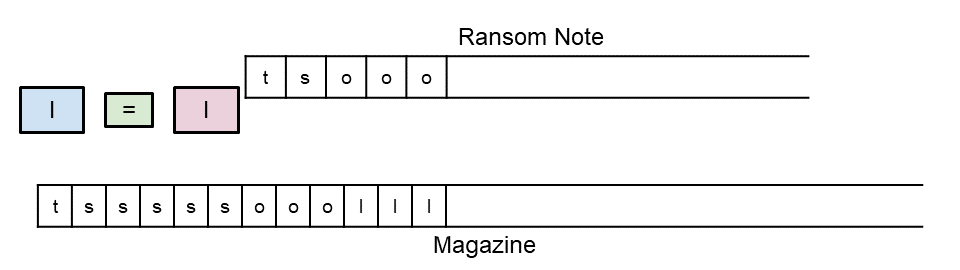 Ransom Note
t s o o o
l = l
t s s s s s o o o l l l
Magazine